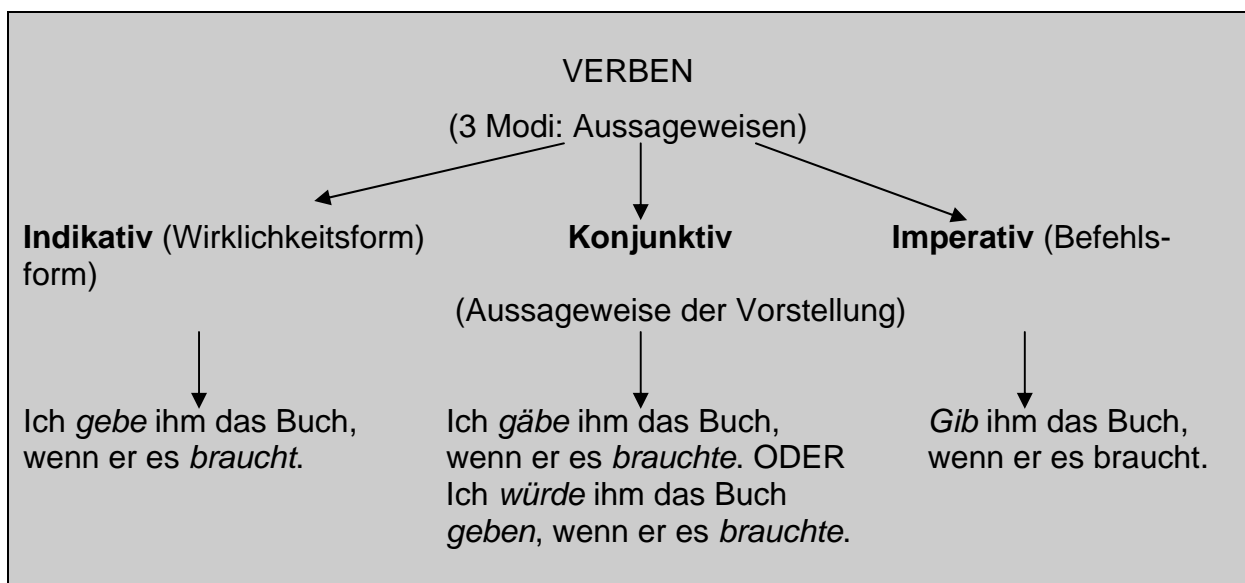 VERBEN
(3 Modi: Aussageweisen)
Indikativ (Wirklichkeitsform) Konjunktiv Imperativ (Befehls-
form)
(Aussageweise der Vorstellung)
Ich gebe ihm das Buch,
wenn er es braucht.
Ich gäbe ihm das Buch,
wenn er es brauchte. ODER
Ich würde ihm das Buch
geben, wenn er es brauchte.
Gib ihm das Buch,
wenn er es braucht.